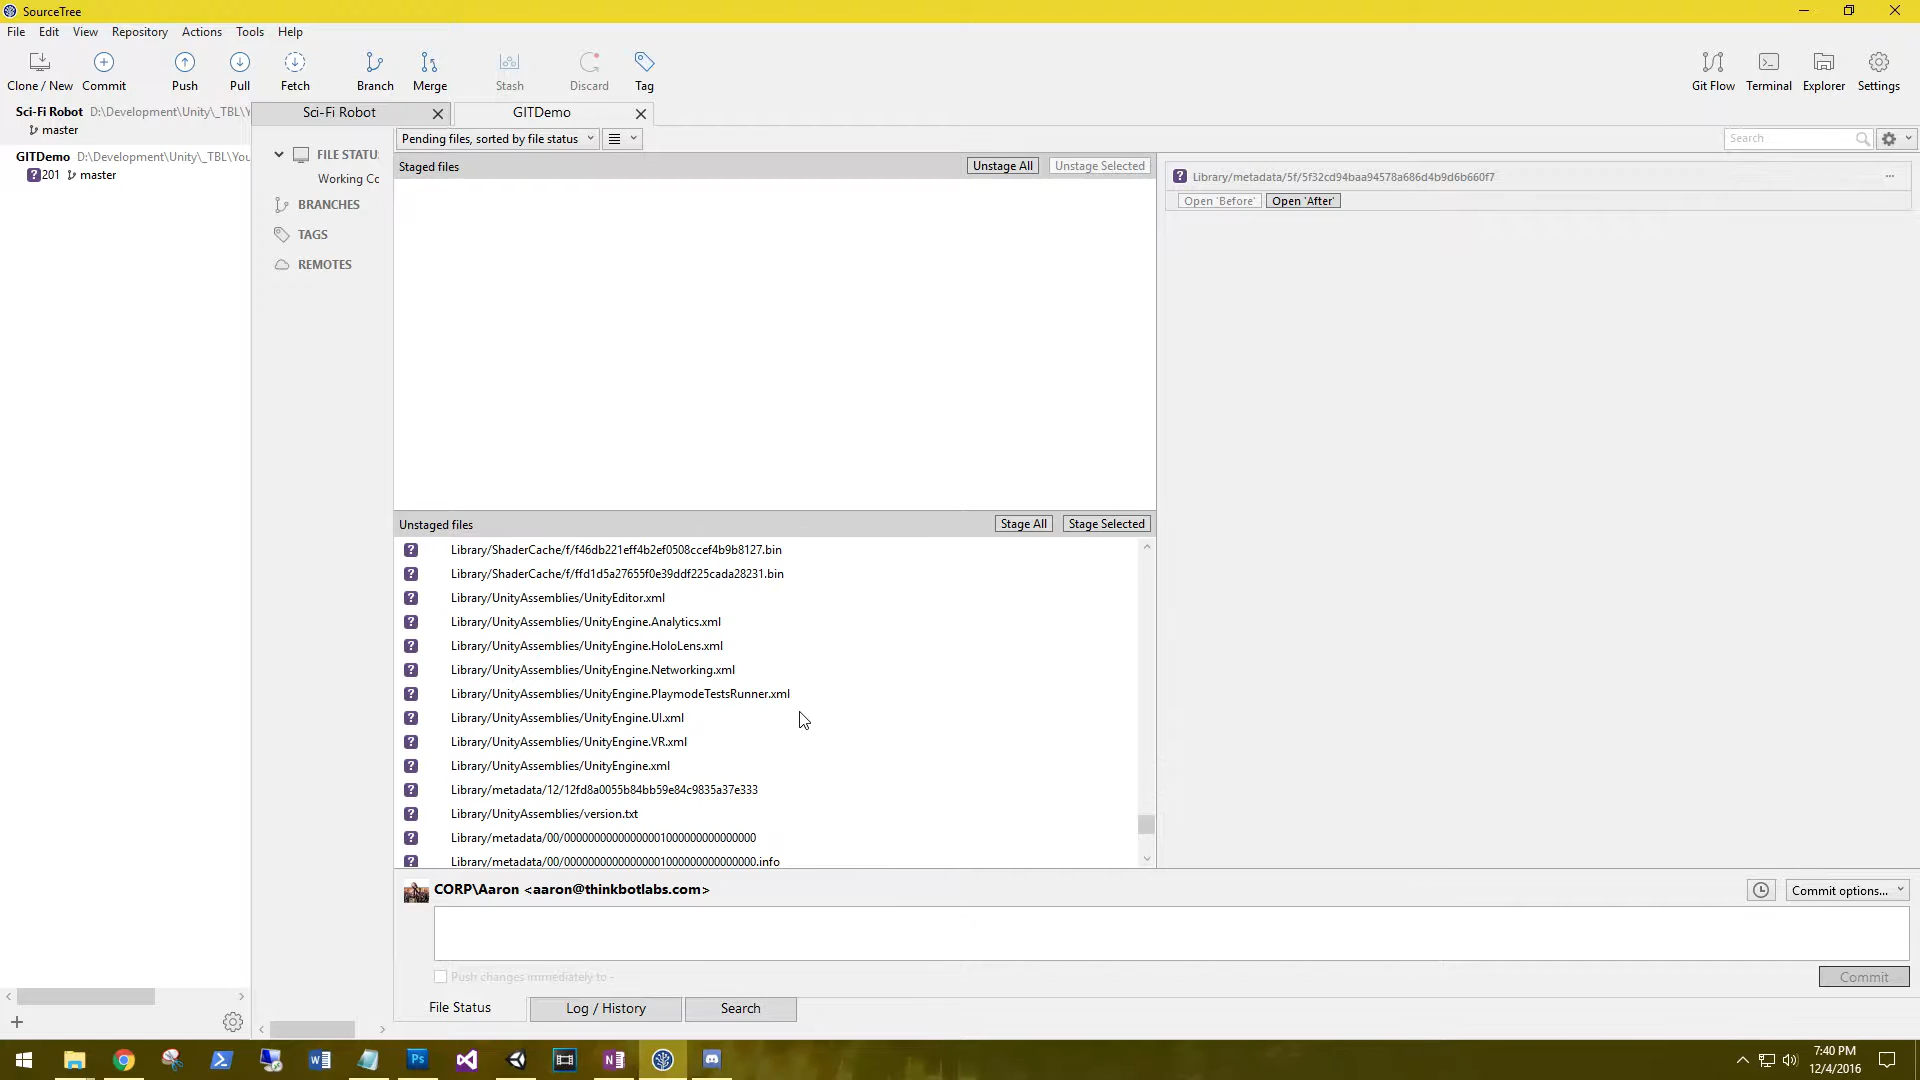 SourceTree
File Edit View Repository Actions Tools Help
Clone / New Commit Push Pull Fetch Branch Merge Stash Discard Tag Git Flow Terminal Explorer Settings
Sci-Fi Robot D:\Development\Unity\_TBL\Y
master
GITDemo D:\Development\Unity\_TBL\You
201 master
Sci-Fi Robot
GITDemo
FILE STATU
Working Co
BRANCHES
TAGS
REMOTES
Pending files, sorted by file status
Search
Staged files
Unstage All Unstage Selected
Library/metadata/5f/5f32cd94baa94578a686d4b9d6b660f7
Open 'Before' Open 'After'
Unstaged files
Stage All Stage Selected
Library/ShaderCache/f/f46db221eff4b2ef0508ccef4b9b8127.bin
Library/ShaderCache/f/ffd1d5a27655f0e39ddf225cada28231.bin
Library/UnityAssemblies/UnityEditor.xml
Library/UnityAssemblies/UnityEngine.Analytics.xml
Library/UnityAssemblies/UnityEngine.HoloLens.xml
Library/UnityAssemblies/UnityEngine.Networking.xml
Library/UnityAssemblies/UnityEngine.PlaymodeTestsRunner.xml
Library/UnityAssemblies/UnityEngine.UI.xml
Library/UnityAssemblies/UnityEngine.VR.xml
Library/UnityAssemblies/UnityEngine.xml
Library/metadata/12/12fd8a0055b84bb59e84c9835a37e333
Library/UnityAssemblies/version.txt
Library/metadata/00/00000000000000001000000000000000
Library/metadata/00/00000000000000001000000000000000.info
CORP\Aaron <aaron@thinkbotlabs.com>
Commit options...
Push changes immediately to -
Commit
File Status Log / History Search
7:40 PM
12/4/2016